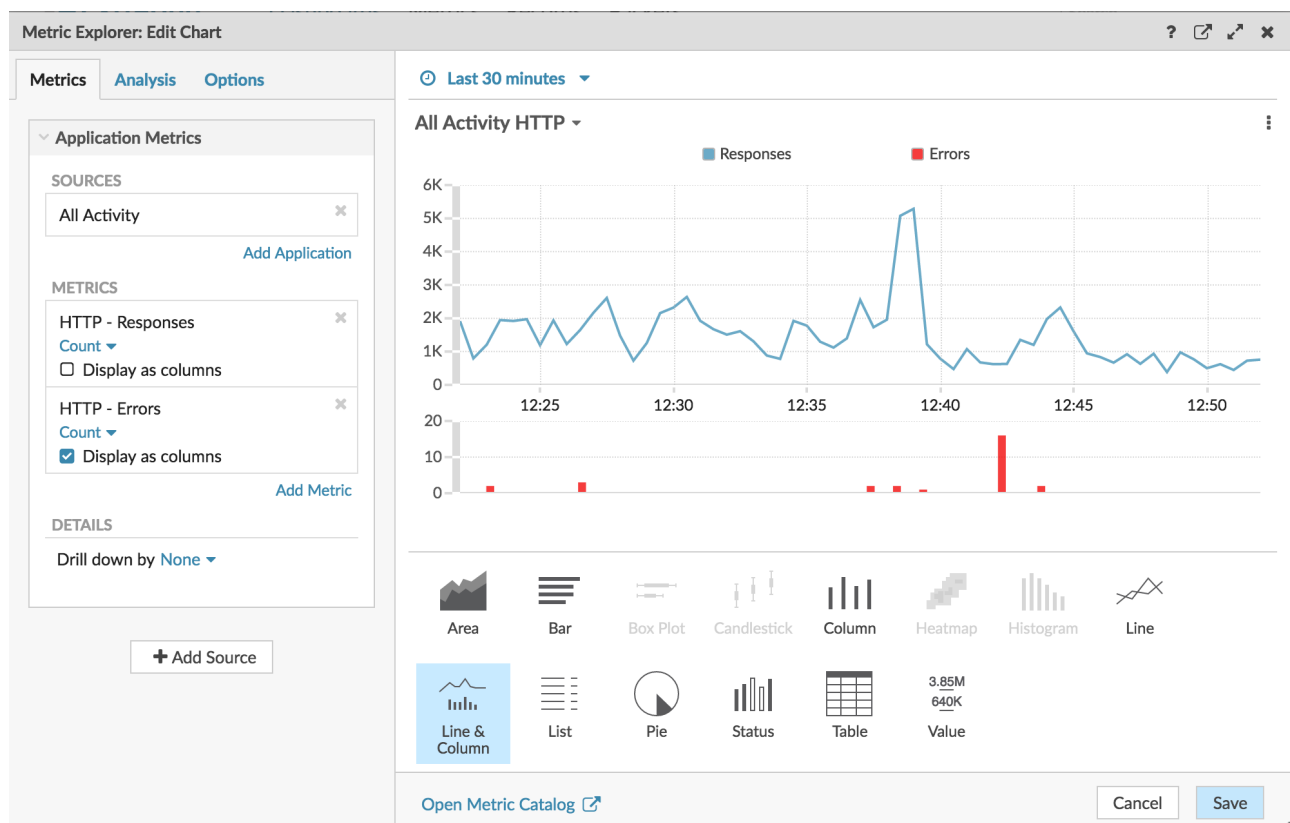 Metric Explorer: Edit Chart
?
Metrics Analysis Options
Last 30 minutes
Application Metrics
SOURCES
All Activity
Add Application
METRICS
HTTP - Responses
Count
Display as columns
HTTP - Errors
Count
Display as columns
Add Metric
DETAILS
Drill down by None
+ Add Source
All Activity HTTP
Responses Errors
6K
5K
4K
3K
2K
1K
0
12:25 12:30 12:35 12:40 12:45 12:50
20
10
0
Area Bar Box Plot Candlestick Column Heatmap Histogram Line
3.85M
640K
Line &
Column
List Pie Status Table Value
Open Metric Catalog
Cancel Save